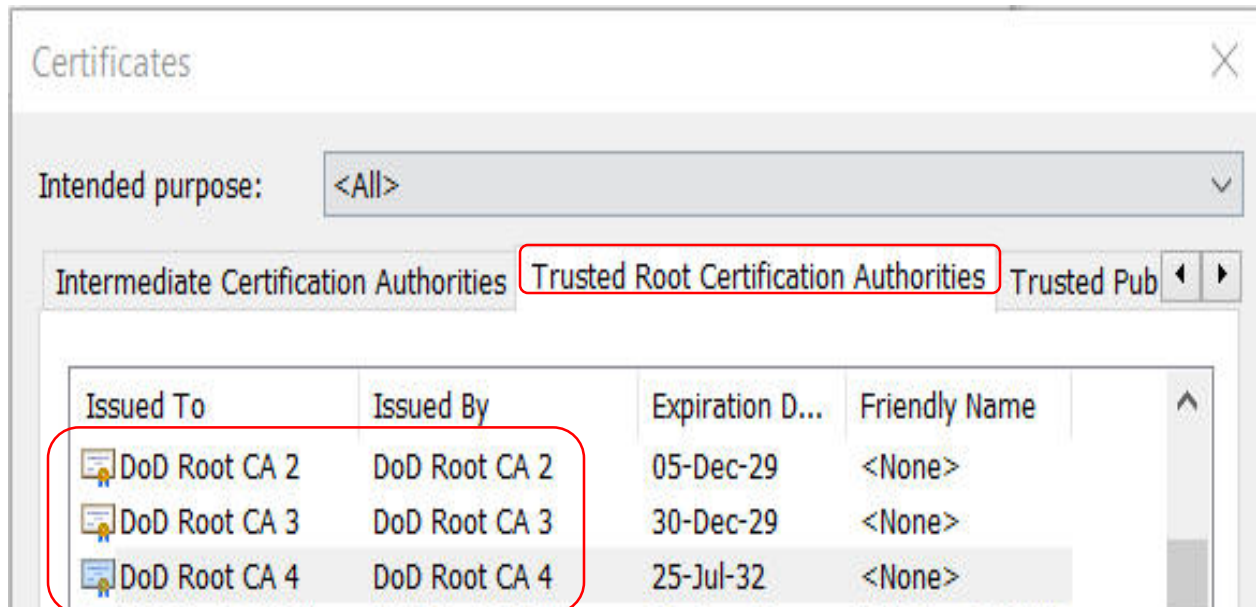 Certificates
Intended purpose: <All>
Intermediate Certification Authorities Trusted Root Certification Authorities Trusted Pub
Issued To Issued By Expiration D... Friendly Name
DoD Root CA 2 DoD Root CA 2 05-Dec-29 <None>
DoD Root CA 3 DoD Root CA 3 30-Dec-29 <None>
DoD Root CA 4 DoD Root CA 4 25-Jul-32 <None>